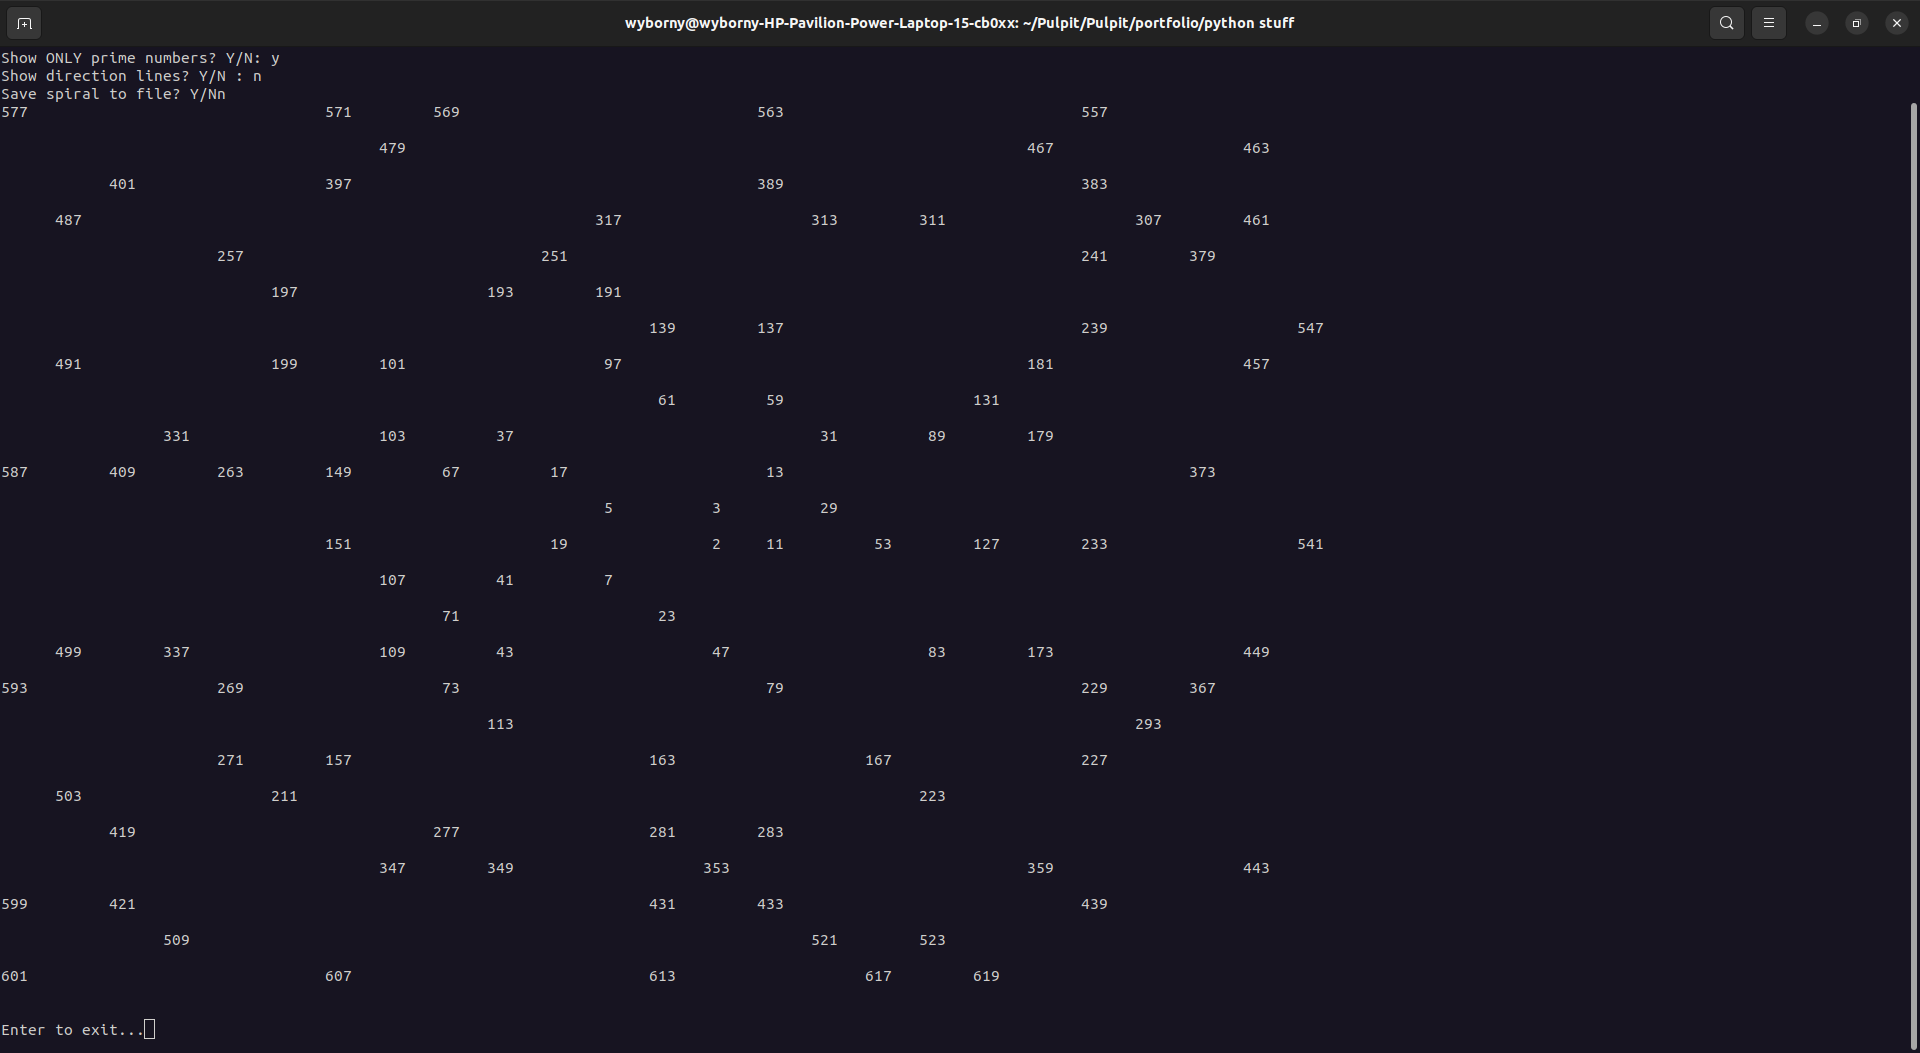 wyborny@wyborny-HP-Pavilion-Power-Laptop-15-cb0xx: ~/Pulpit/Pulpit/portfolio/python stuff
Show ONLY prime numbers? Y/N: y
Show direction lines? Y/N : n
Save spiral to file? Y/Nn
577 571 569 563 557
479 467 463
401 397 389 383
487 317 313 311 307 461
257 251 241 379
197 193 191
139 137 239 547
491 199 101 97 181 457
61 59 131
331 103 37 31 89 179
587 409 263 149 67 17 13 373
5 3 29
151 19 2 11 53 127 233 541
107 41 7
71 23
499 337 109 43 47 83 173 449
593 269 73 79 229 367
113 293
271 157 163 167 227
503 211 223
419 277 281 283
347 349 353 359 443
599 421 431 433 439
509 521 523
601 607 613 617 619
Enter to exit...